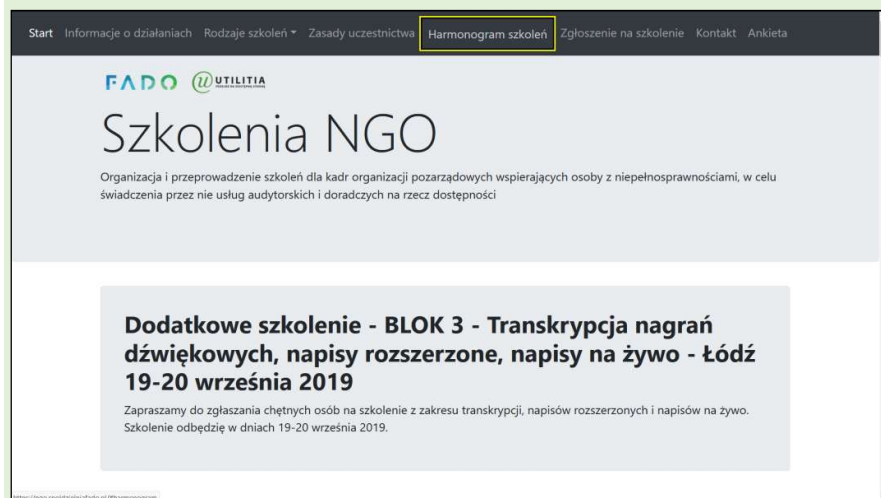 Start Informacje o działaniach Rodzaje szkoleń Zasady uczestnictwa Harmonogram szkoleń Zgłoszenie na szkolenie Kontakt Ankieta
FADO UTILITIA
Szkolenia NGO
Organizacja i przeprowadzenie szkoleń dla kadr organizacji pozarządowych wspierających osoby z niepełnosprawnościami, w celu
świadczenia przez nie usług audytorskich i doradczych na rzecz dostępności
Dodatkowe szkolenie - BLOK 3 - Transkrypcja nagrań
dźwiękowych, napisy rozszerzone, napisy na żywo - Łódź
19-20 września 2019
Zapraszamy do zgłaszania chętnych osób na szkolenie z zakresu transkrypcji, napisów rozszerzonych i napisów na żywo.
Szkolenie odbędzię w dniach 19-20 września 2019.